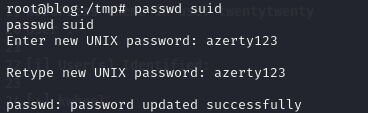 root@blog:/tmp# passwd suid
passwd suid
Enter new UNIX password: azerty123
Retype new UNIX password: azerty123
passwd: password updated successfully